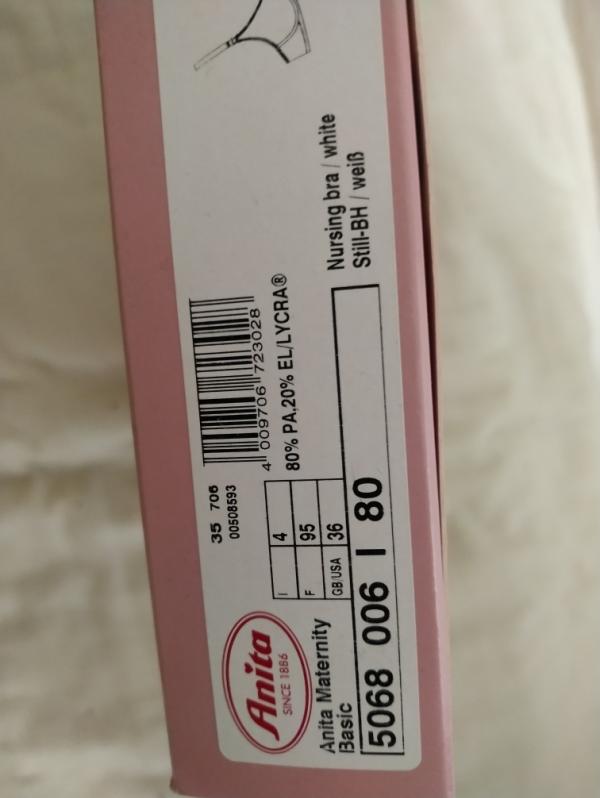 Anita
SINCE 1886
Anita Maternity
Basic
5068 006 I 80
35 706
00508593
I 4
F 95
GB/USA 36
4 009706 723028
80% PA,20% EL/LYCRA®
Nursing bra / white
Still-BH / weiß